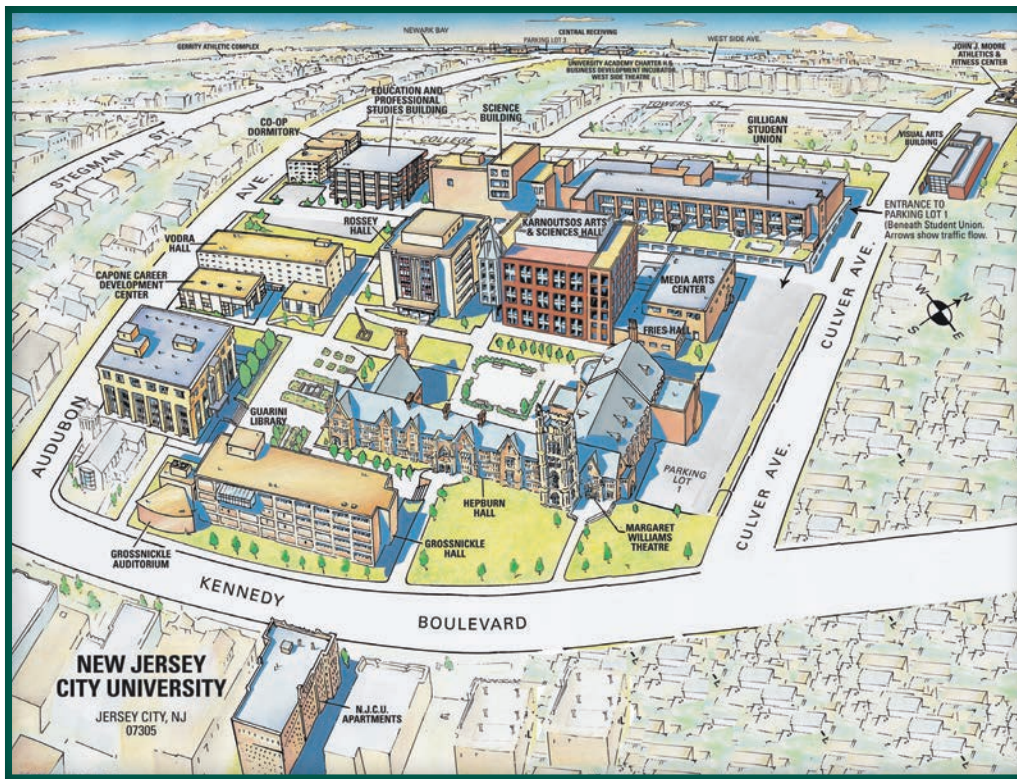 NEWARK BAY
PARKING LOT 3
CENTRAL RECEIVING
WEST SIDE AVE.
GERRITY ATHLETIC COMPLEX
UNIVERSITY ACADEMY CHARTER H.S.
BUSINESS DEVELOPMENT INCUBATOR
WEST SIDE THEATRE
JOHN J. MOORE
ATHLETICS &
FITNESS CENTER
EDUCATION AND
PROFESSIONAL
STUDIES BUILDING
CO-OP
DORMITORY
SCIENCE
BUILDING
TOWERS ST.
GILLIGAN
STUDENT
UNION
VISUAL ARTS
BUILDING
COLLEGE
ST.
STEGMAN ST.
ENTRANCE TO
PARKING LOT 1
(Beneath Student Union.
Arrows show traffic flow.
ROSSEY
HALL
KARNOUTSOS ARTS
& SCIENCES HALL
VODRA
HALL
CAPONE CAREER
DEVELOPMENT
CENTER
MEDIA ARTS
CENTER
FRIES HALL
CULVER AVE.
W
N
S
E
AUDUBON
AVE.
GUARINI
LIBRARY
PARKING
LOT
1
CULVER AVE.
HEPBURN
HALL
MARGARET
WILLIAMS
THEATRE
GROSSNICKLE
HALL
GROSSNICKLE
AUDITORIUM
KENNEDY
BOULEVARD
NEW JERSEY
CITY UNIVERSITY
JERSEY CITY, NJ
07305
N.J.C.U.
APARTMENTS